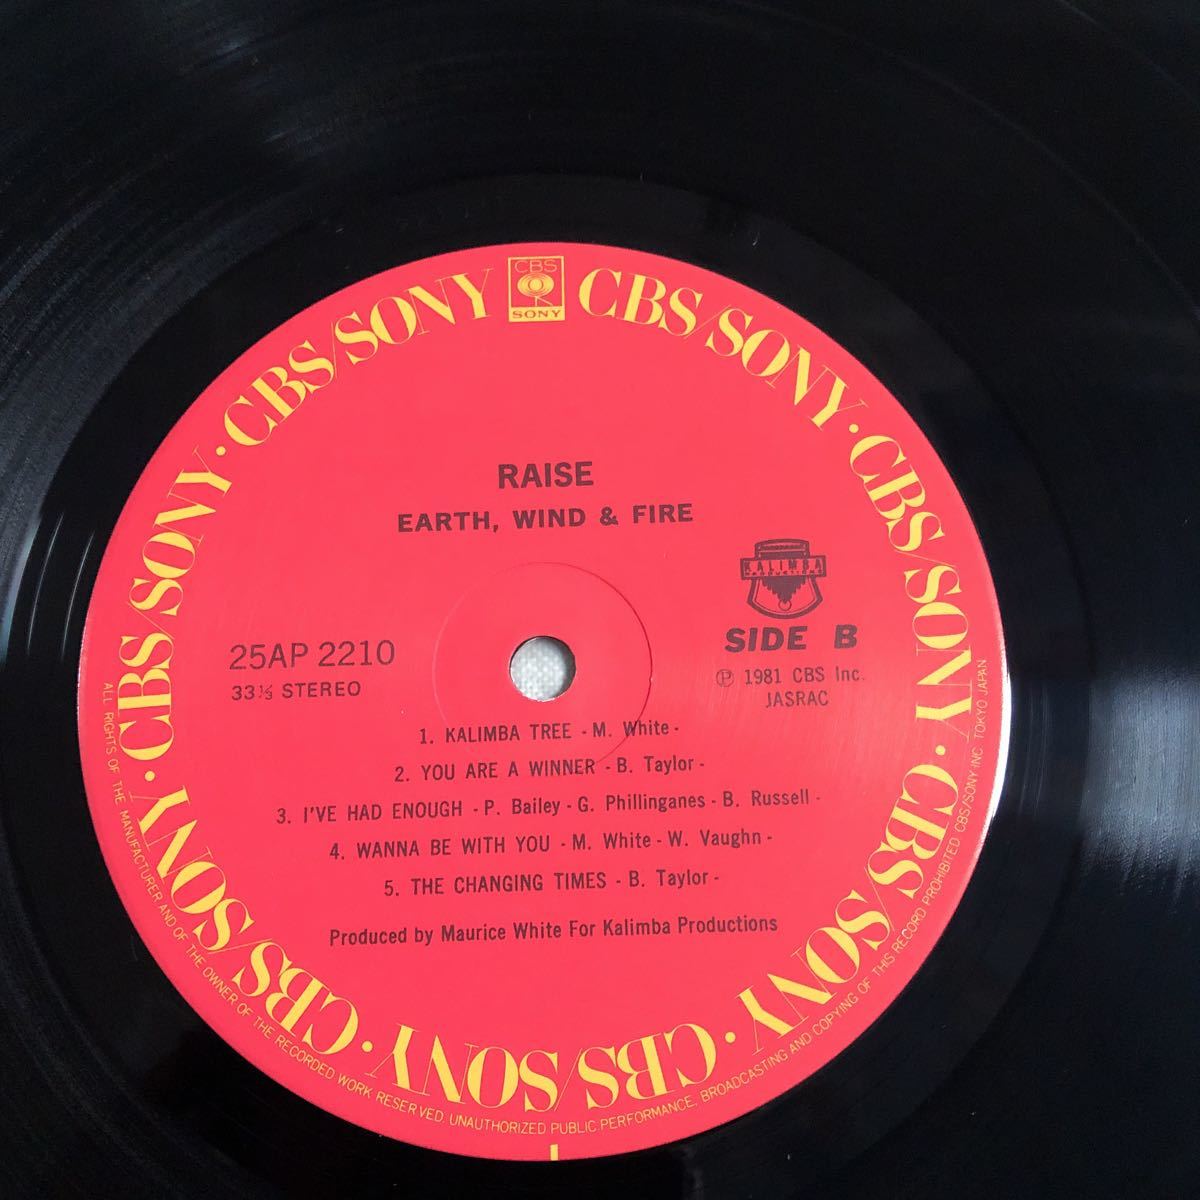 CBS
SONY
CBS/SONY · CBS/SONY · CBS/SONY · CBS/SONY · CBS/SONY · CBS/SONY · CBS/SONY · CBS/SONY
RAISE
EARTH, WIND & FIRE
KALIMBA
PRODUCTIONS
SIDE B
25AP 2210
33⅓ STEREO
Ⓟ 1981 CBS Inc.
JASRAC
1. KALIMBA TREE - M. White -
2. YOU ARE A WINNER - B. Taylor -
3. I'VE HAD ENOUGH - P. Bailey - G. Phillinganes - B. Russell -
4. WANNA BE WITH YOU - M. White - W. Vaughn -
5. THE CHANGING TIMES - B. Taylor -
Produced by Maurice White For Kalimba Productions
ALL RIGHTS OF THE MANUFACTURER AND OF THE OWNER OF THE RECORDED WORK RESERVED. UNAUTHORIZED PUBLIC PERFORMANCE, BROADCASTING AND COPYING OF THIS RECORD PROHIBITED CBS/SONY INC. TOKYO JAPAN